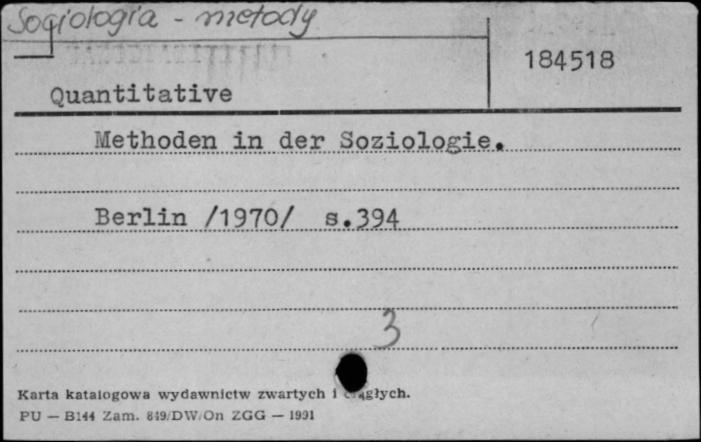 Socjologia - metody
184518
Quantitative
Methoden in der Soziologie.
Berlin /1970/ s.394
3
Karta katalogowa wydawnictw zwartych i ciągłych.
PU — B144 Zam. 849/DW/On ZGG — 1991